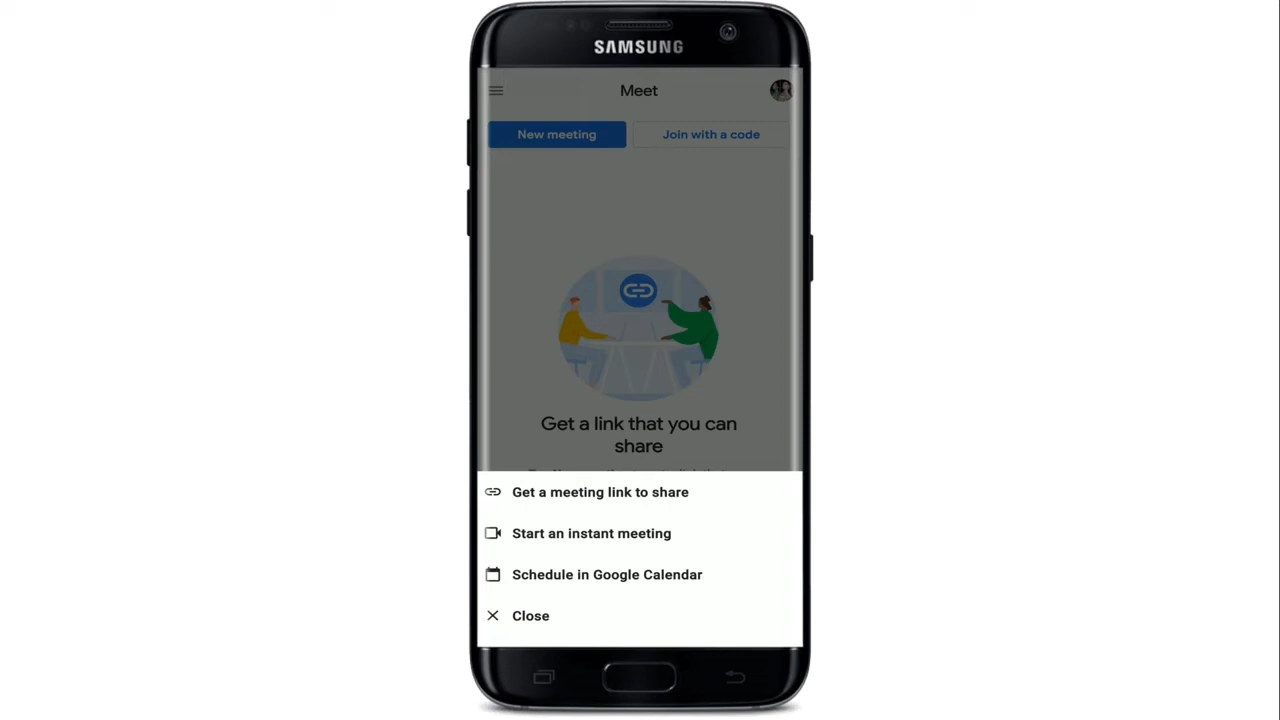 SAMSUNG
Meet
New meeting
Join with a code
Get a link that you can
share
Get a meeting link to share
Start an instant meeting
Schedule in Google Calendar
Close